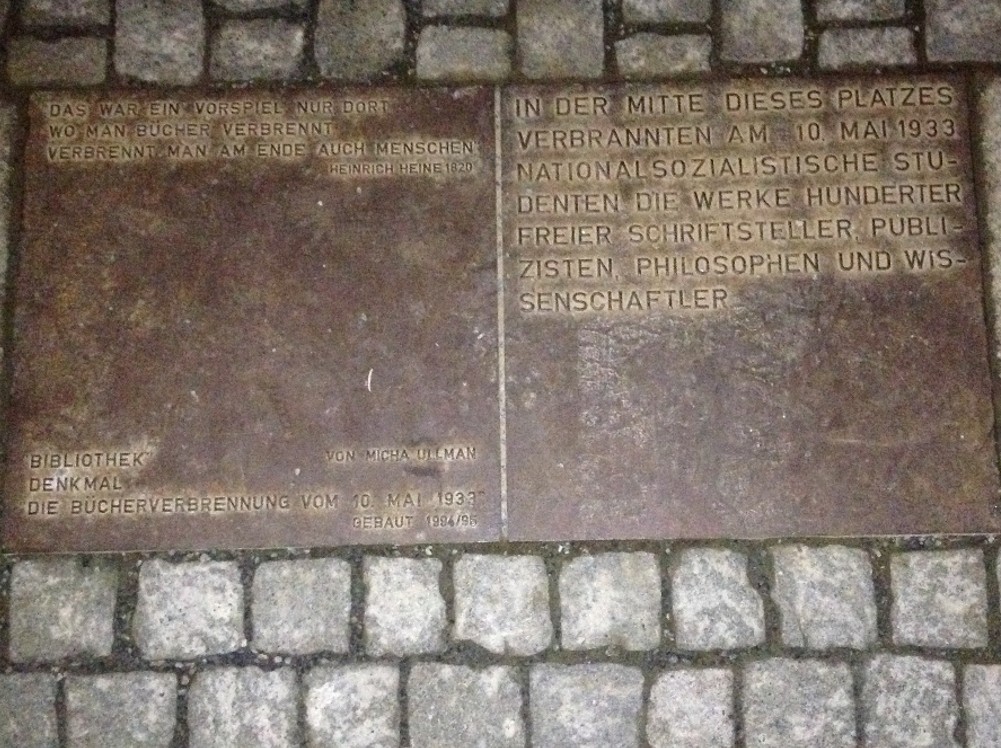 DAS WAR EIN VORSPIEL NUR DORT
WO MAN BÜCHER VERBRENNT
VERBRENNT MAN AM ENDE AUCH MENSCHEN
HEINRICH HEINE 1820
"BIBLIOTHEK"
VON MICHA ULLMAN
DENKMAL
DIE BÜCHERVERBRENNUNG VOM 10. MAI 1933
GEBAUT 1994/95
IN DER MITTE DIESES PLATZES
VERBRANNTEN AM 10. MAI 1933
NATIONALSOZIALISTISCHE STU-
DENTEN DIE WERKE HUNDERTER
FREIER SCHRIFTSTELLER, PUBLI-
ZISTEN, PHILOSOPHEN UND WIS-
SENSCHAFTLER